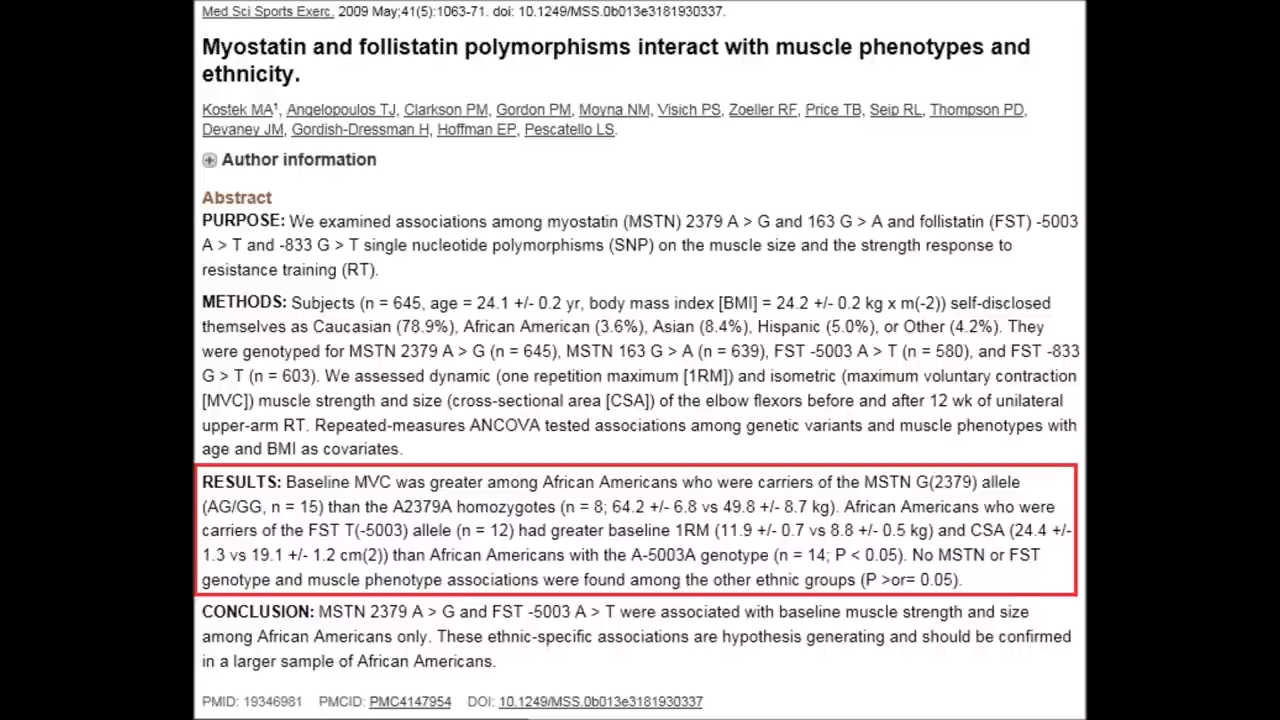 Med Sci Sports Exerc. 2009 May;41(5):1063-71. doi: 10.1249/MSS.0b013e3181930337.
Myostatin and follistatin polymorphisms interact with muscle phenotypes and
ethnicity.
Kostek MA1, Angelopoulos TJ, Clarkson PM, Gordon PM, Moyna NM, Visich PS, Zoeller RF, Price TB, Seip RL, Thompson PD,
Devaney JM, Gordish-Dressman H, Hoffman EP, Pescatello LS.
Author information
Abstract
PURPOSE: We examined associations among myostatin (MSTN) 2379 A > G and 163 G > A and follistatin (FST) -5003
A > T and -833 G > T single nucleotide polymorphisms (SNP) on the muscle size and the strength response to
resistance training (RT).
METHODS: Subjects (n = 645, age = 24.1 +/- 0.2 yr, body mass index [BMI] = 24.2 +/- 0.2 kg x m(-2)) self-disclosed
themselves as Caucasian (78.9%), African American (3.6%), Asian (8.4%), Hispanic (5.0%), or Other (4.2%). They
were genotyped for MSTN 2379 A > G (n = 645), MSTN 163 G > A (n = 639), FST -5003 A > T (n = 580), and FST -833
G > T (n = 603). We assessed dynamic (one repetition maximum [1RM]) and isometric (maximum voluntary contraction
[MVC]) muscle strength and size (cross-sectional area [CSA]) of the elbow flexors before and after 12 wk of unilateral
upper-arm RT. Repeated-measures ANCOVA tested associations among genetic variants and muscle phenotypes with
age and BMI as covariates.
RESULTS: Baseline MVC was greater among African Americans who were carriers of the MSTN G(2379) allele
(AG/GG, n = 15) than the A2379A homozygotes (n = 8; 64.2 +/- 6.8 vs 49.8 +/- 8.7 kg). African Americans who were
carriers of the FST T(-5003) allele (n = 12) had greater baseline 1RM (11.9 +/- 0.7 vs 8.8 +/- 0.5 kg) and CSA (24.4 +/-
1.3 vs 19.1 +/- 1.2 cm(2)) than African Americans with the A-5003A genotype (n = 14; P < 0.05). No MSTN or FST
genotype and muscle phenotype associations were found among the other ethnic groups (P >or= 0.05).
CONCLUSION: MSTN 2379 A > G and FST -5003 A > T were associated with baseline muscle strength and size
among African Americans only. These ethnic-specific associations are hypothesis generating and should be confirmed
in a larger sample of African Americans.
PMID: 19346981 PMCID: PMC4147954 DOI: 10.1249/MSS.0b013e3181930337